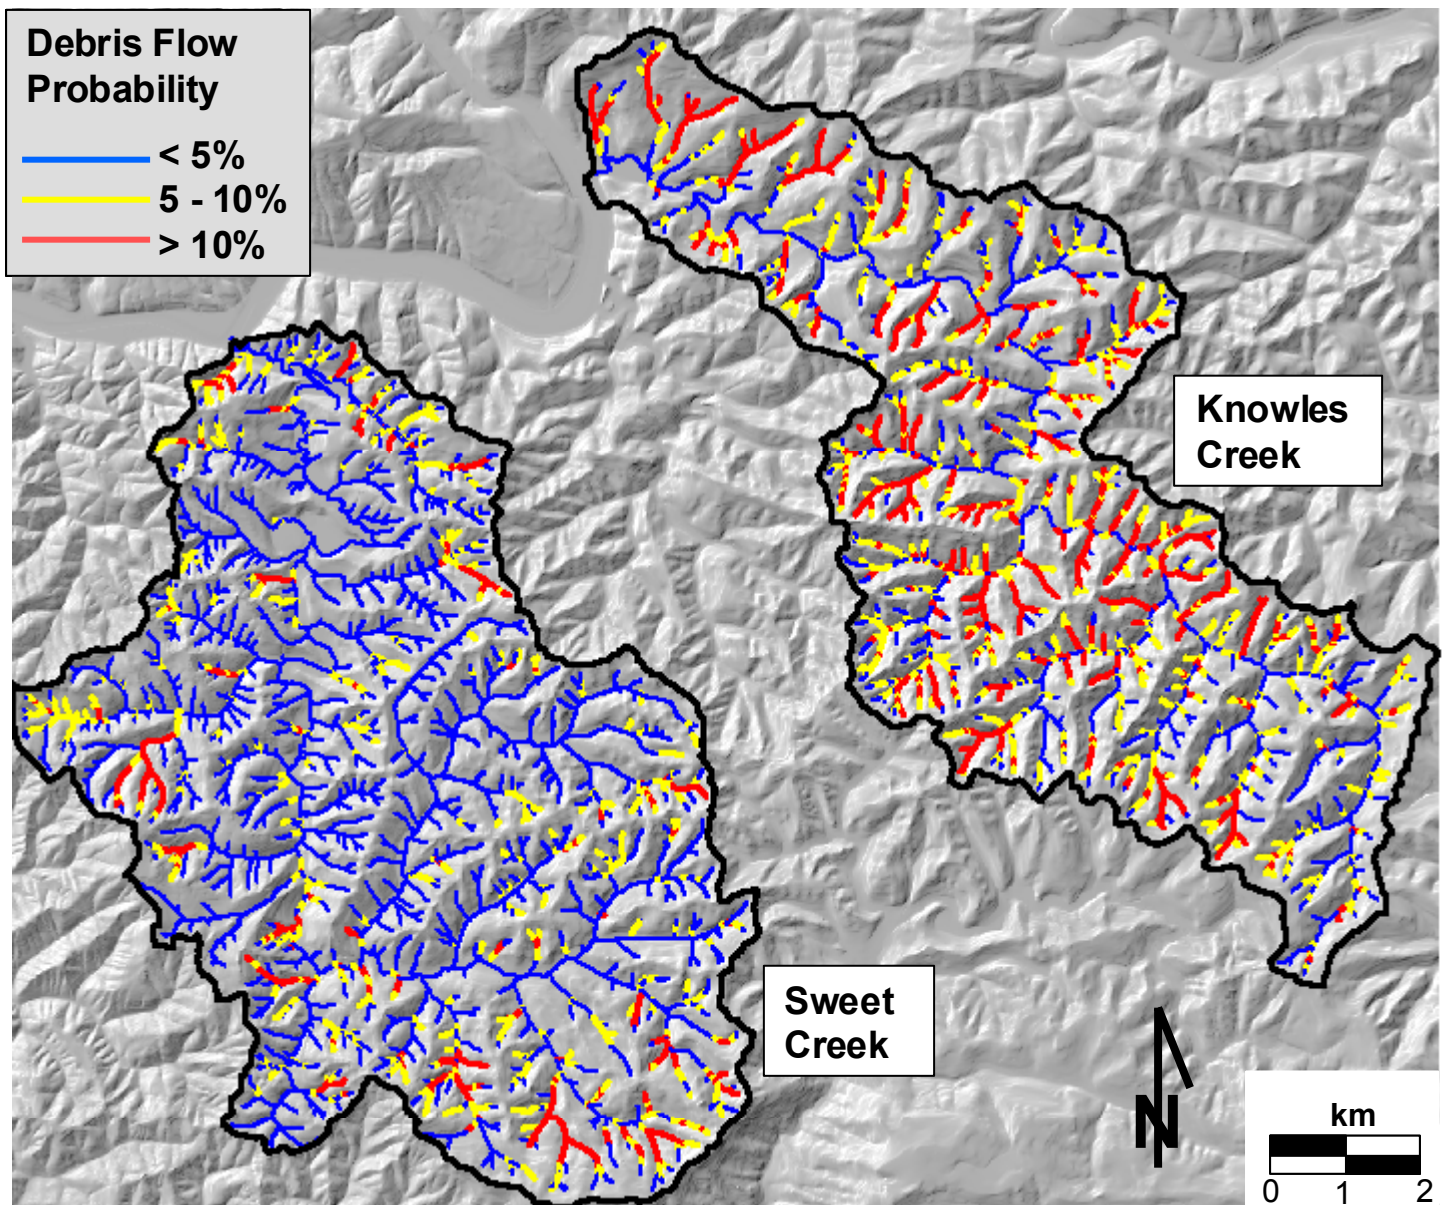 Debris Flow
Probability
< 5%
5 - 10%
> 10%
Knowles
Creek
Sweet
Creek
N
km
0 1 2